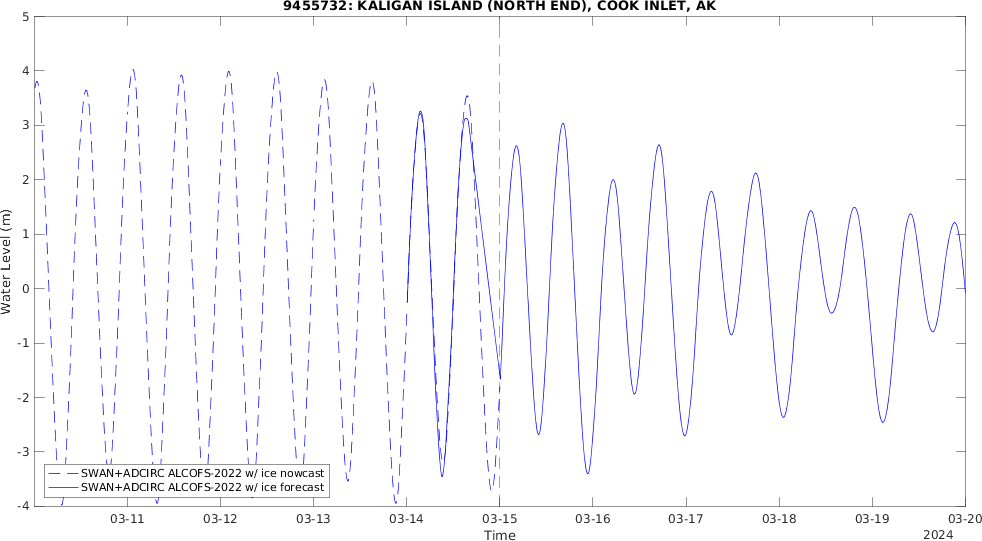 9455732: KALIGAN ISLAND (NORTH END), COOK INLET, AK
5
4
3
2
1
0
-1
-2
-3
-4
Water Level (m)
SWAN+ADCIRC ALCOFS-2022 w/ ice nowcast
SWAN+ADCIRC ALCOFS-2022 w/ ice forecast
03-11 03-12 03-13 03-14 03-15 03-16 03-17 03-18 03-19 03-20
Time
2024